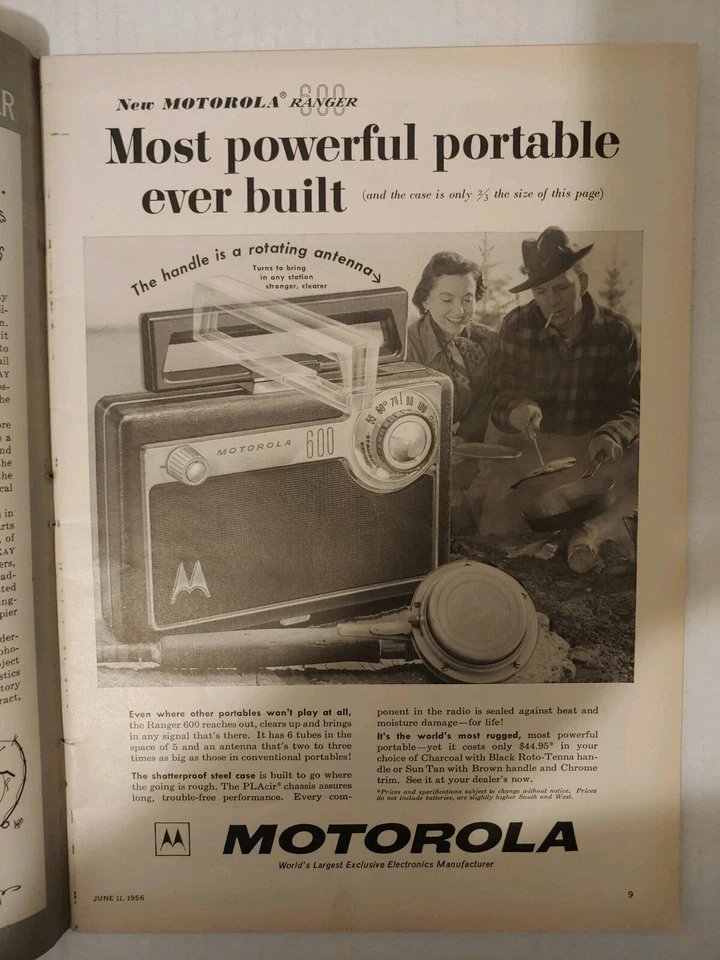 New MOTOROLA® 600 RANGER
Most powerful portable
ever built (and the case is only ⅔ the size of this page)
The handle is a rotating antenna
Turns to bring
in any station
stronger, clearer
MOTOROLA 600
55 60 100
Even where other portables won't play at all,
the Ranger 600 reaches out, clears up and brings
in any signal that's there. It has 6 tubes in the
space of 5 and an antenna that's two to three
times as big as those in conventional portables!
The shatterproof steel case is built to go where
the going is rough. The PLAcir® chassis assures
long, trouble-free performance. Every com-
ponent in the radio is sealed against heat and
moisture damage—for life!
It's the world's most rugged, most powerful
portable—yet it costs only $44.95* in your
choice of Charcoal with Black Roto-Tenna han-
dle or Sun Tan with Brown handle and Chrome
trim. See it at your dealer's now.
*Prices and specifications subject to change without notice. Prices
do not include batteries, are slightly higher South and West.
MOTOROLA
World's Largest Exclusive Electronics Manufacturer
JUNE 11, 1956
9